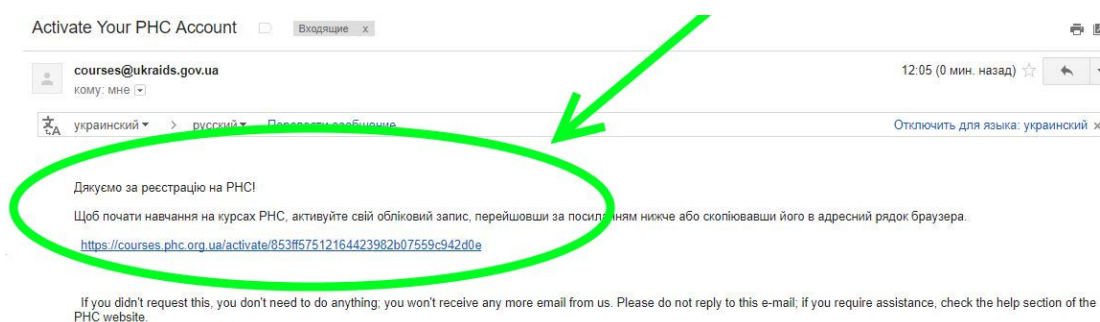 Activate Your PHC Account Входящие x
courses@ukraids.gov.ua 12:05 (0 мин. назад)
кому: мне
украинский > русский Перевести сообщение Отключить для языка: украинский x
Дякуємо за реєстрацію на PHC!
Щоб почати навчання на курсах PHC, активуйте свій обліковий запис, перейшовши за посиланням нижче або скопіювавши його в адресний рядок браузера.
https://courses.phc.org.ua/activate/853ff57512164423982b07559c942d0e
If you didn't request this, you don't need to do anything; you won't receive any more email from us. Please do not reply to this e-mail; if you require assistance, check the help section of the
PHC website.